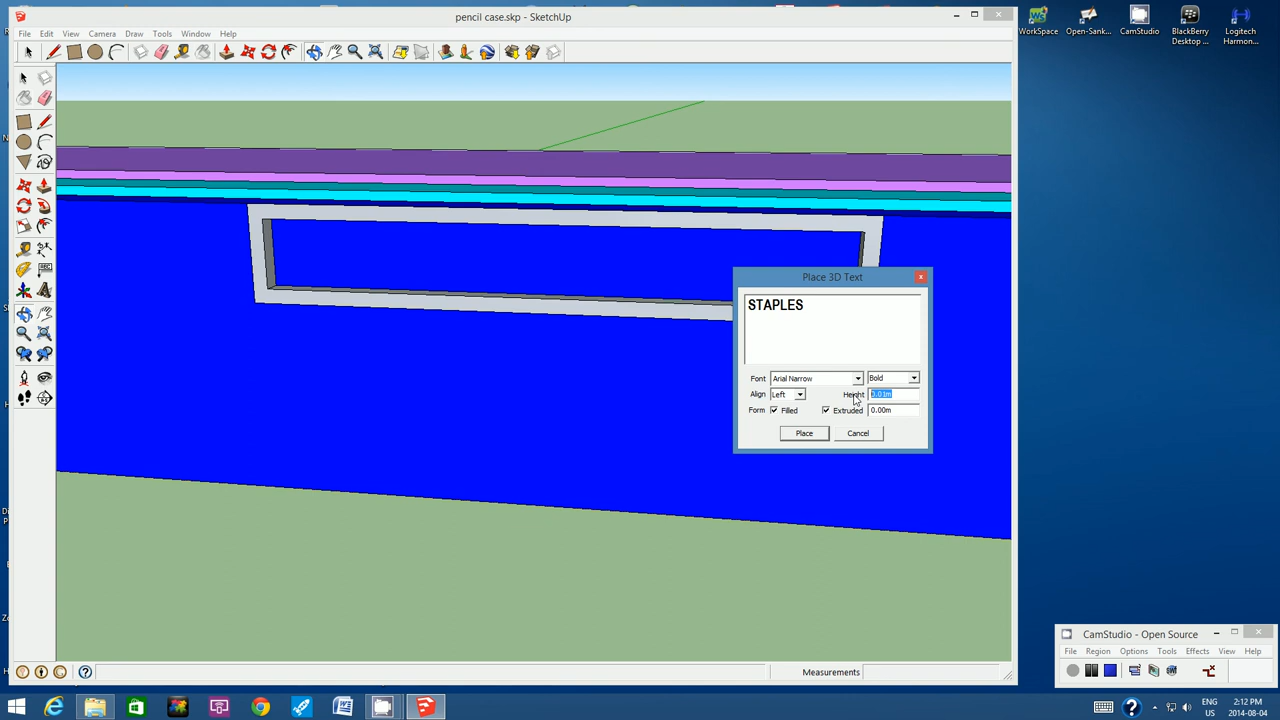 pencil case.skp - SketchUp
File Edit View Camera Draw Tools Window Help
WorkSpace
Open-Sank...
CamStudio
BlackBerry Desktop ...
Logitech Harmon...
Place 3D Text
STAPLES
Font Arial Narrow Bold
Align Left Height 0.01m
Form Filled Extruded 0.00m
Place Cancel
CamStudio - Open Source
File Region Options Tools Effects View Help
Measurements
ENG
US
2:12 PM
2014-08-04